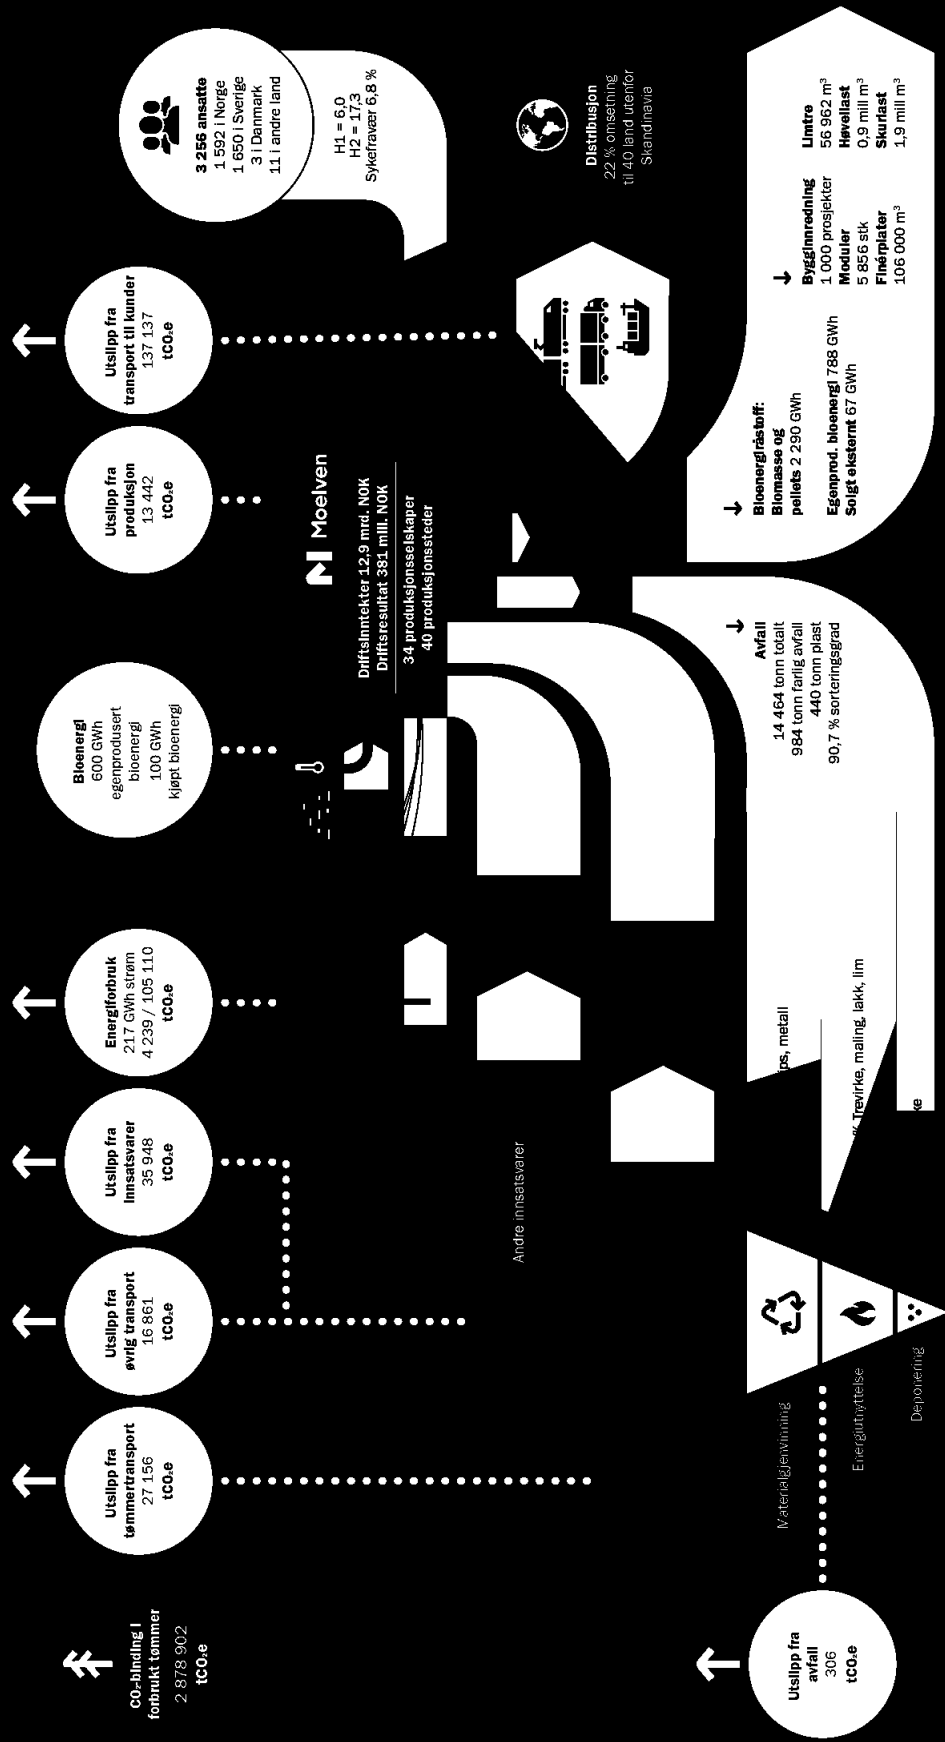 CO₂-binding i
forbrukt tømmer
2 878 902
tCO₂e
Utslipp fra
tømmertransport
27 156
tCO₂e
Utslipp fra
øvrig transport
16 861
tCO₂e
Utslipp fra
Innsatsvarer
35 948
tCO₂e
Energiforbruk
217 GWh strøm
4 239 / 105 110
tCO₂e
Bioenergi
600 GWh
egenprodusert
bioenergi
100 GWh
kjøpt bioenergi
Utslipp fra
produksjon
13 442
tCO₂e
Utslipp fra
transport til kunder
137 137
tCO₂e
3 256 ansatte
1 592 i Norge
1 650 i Sverige
3 i Danmark
11 i andre land
H1 = 6,0
H2 = 17,3
Sykefravær 6,8 %
Moelven
Driftsinntekter 12,9 mrd. NOK
Driftsresultat 381 mill. NOK
34 produksjonsselskaper
40 produksjonssteder
Andre innsatsvarer
Distribusjon
22 % omsetning
til 40 land utenfor
Skandinavia
Utslipp fra
avfall
306
tCO₂e
Materialgjenvinning
Energiutnyttelse
Deponering
ips, metall
% Trevirke, maling, lakk, lim
ke
Avfall
14 464 tonn totalt
984 tonn farlig avfall
440 tonn plast
90,7 % sorteringsgrad
Bioenergiråstoff:
Biomasse og
pellets 2 290 GWh
Egenprod. bioenergi 788 GWh
Solgt eksternt 67 GWh
Bygginnredning
1 000 prosjekter
Moduler
5 856 stk
Finérplater
106 000 m³
Limtre
56 962 m³
Høvellast
0,9 mill m³
Skurlast
1,9 mill m³